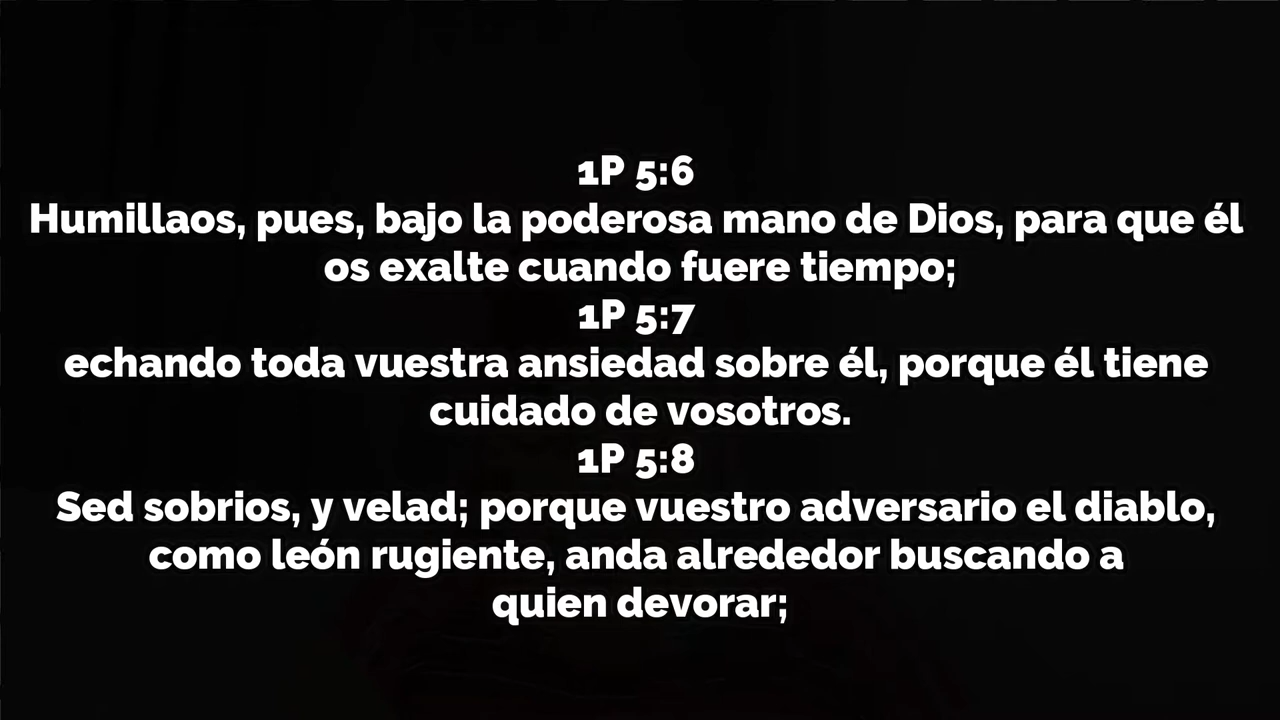 1P 5:6
Humillaos, pues, bajo la poderosa mano de Dios, para que él
os exalte cuando fuere tiempo;
1P 5:7
echando toda vuestra ansiedad sobre él, porque él tiene
cuidado de vosotros.
1P 5:8
Sed sobrios, y velad; porque vuestro adversario el diablo,
como león rugiente, anda alrededor buscando a
quien devorar;